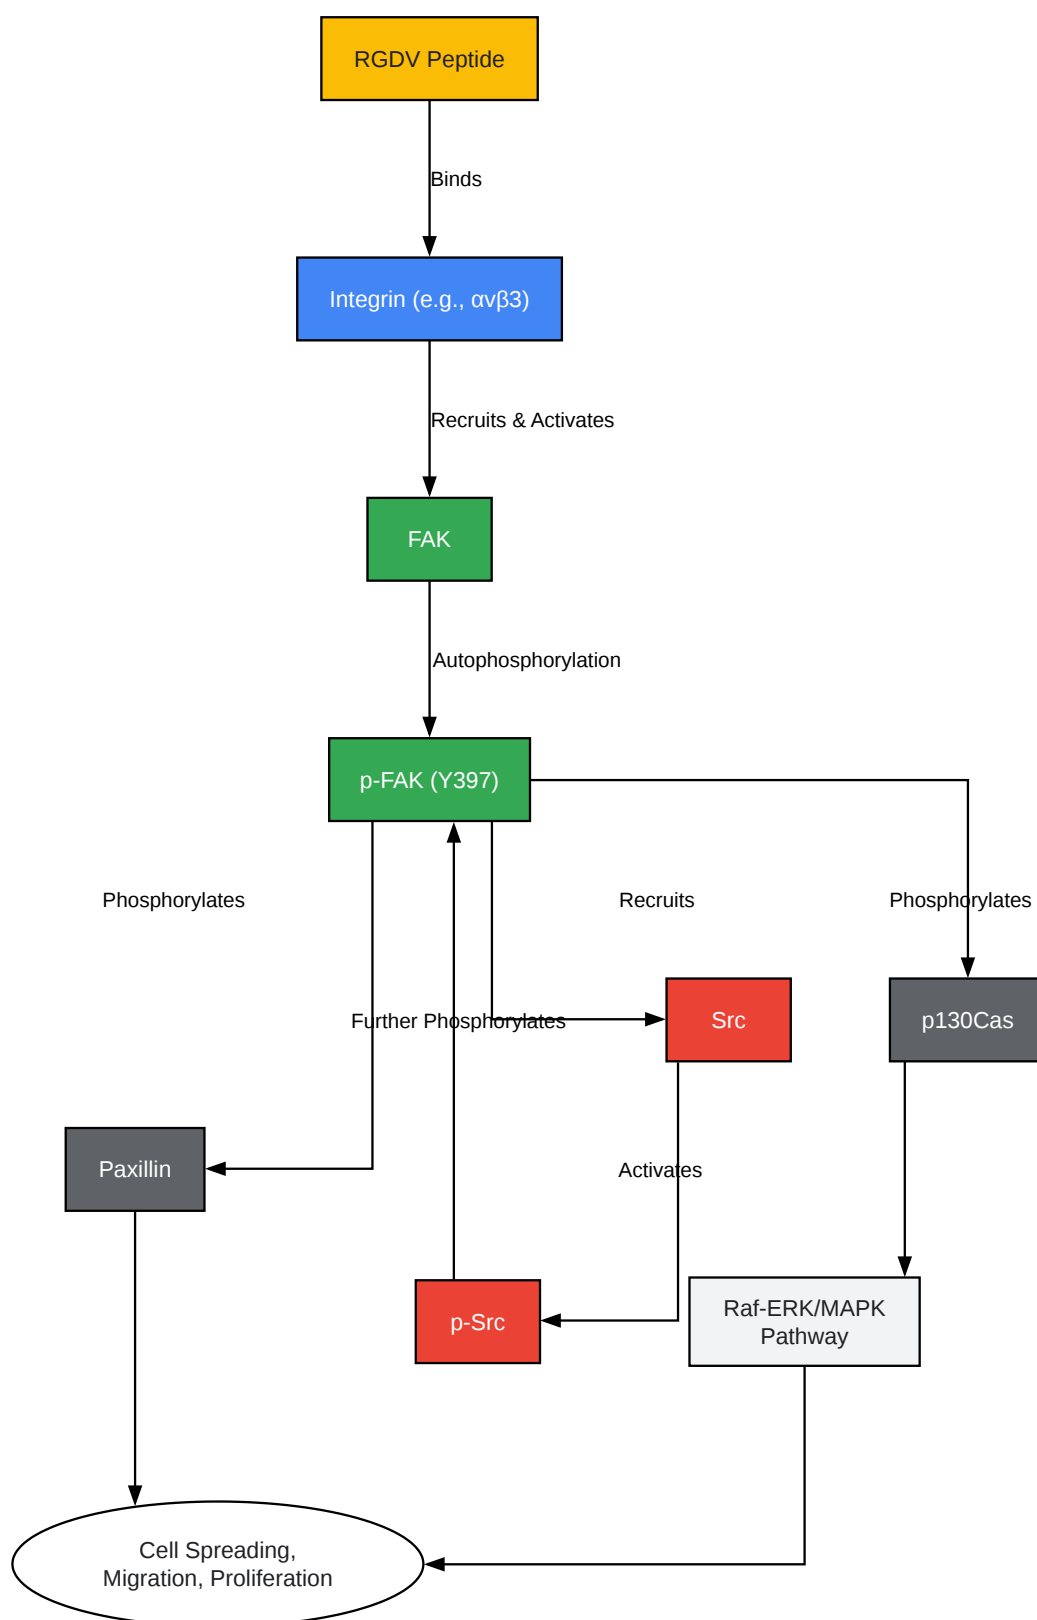 RGDV Peptide
Binds
Integrin (e.g., αvβ3)
Recruits & Activates
FAK
Autophosphorylation
p-FAK (Y397)
Phosphorylates
Recruits
Phosphorylates
Further Phosphorylates
Src
p130Cas
Paxillin
Activates
p-Src
Raf-ERK/MAPK
Pathway
Cell Spreading,
Migration, Proliferation